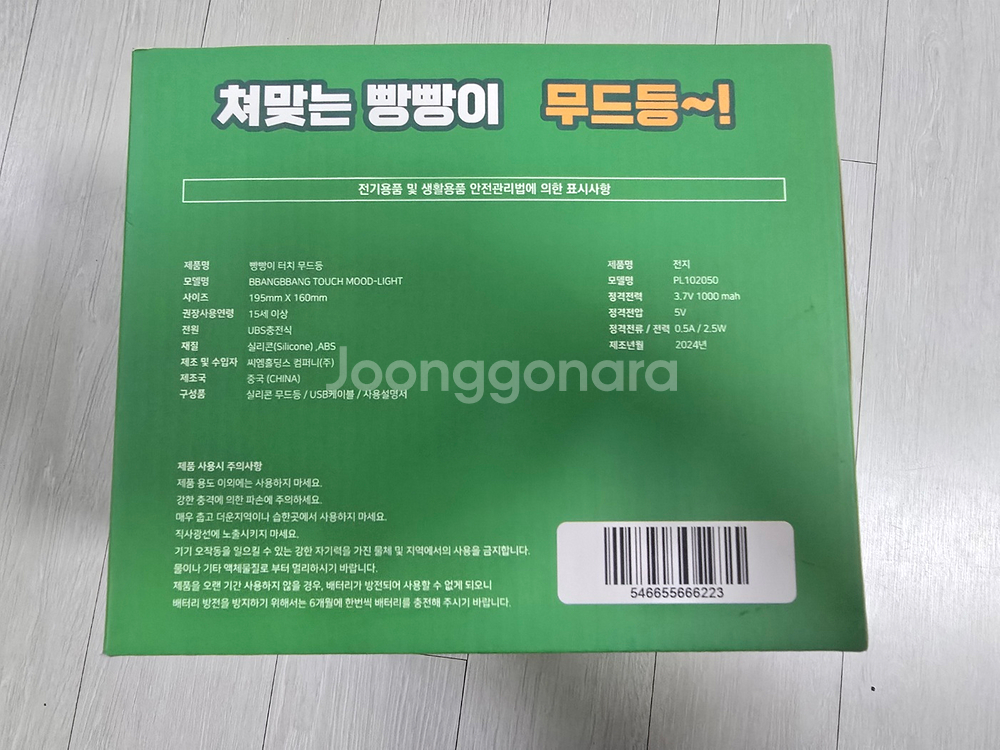 쳐맞는 빵빵이 무드등~!
전기용품 및 생활용품 안전관리법에 의한 표시사항
제품명 빵빵이 터치 무드등
모델명 BBANGBBANG TOUCH MOOD-LIGHT
사이즈 195mm X 160mm
권장사용연령 15세 이상
전원 UBS충전식
재질 실리콘(Silicone) ,ABS
제조 및 수입자 씨엠홀딩스 컴퍼니(주)
제조국 중국 (CHINA)
구성품 실리콘 무드등 / USB케이블 / 사용설명서
제품명 전지
모델명 PL102050
정격전력 3.7V 1000 mah
정격전압 5V
정격전류 / 전력 0.5A / 2.5W
제조년월 2024년
Joonggonara
제품 사용시 주의사항
제품 용도 이외에는 사용하지 마세요.
강한 충격에 의한 파손에 주의하세요.
매우 춥고 더운지역이나 습한곳에서 사용하지 마세요.
직사광선에 노출시키지 마세요.
기기 오작동을 일으킬 수 있는 강한 자기력을 가진 물체 및 지역에서의 사용을 금지합니다.
물이나 기타 액체물질로 부터 멀리하시기 바랍니다.
제품을 오랜 기간 사용하지 않을 경우, 배터리가 방전되어 사용할 수 없게 되오니
배터리 방전을 방지하기 위해서는 6개월에 한번씩 배터리를 충전해 주시기 바랍니다.
546655666223